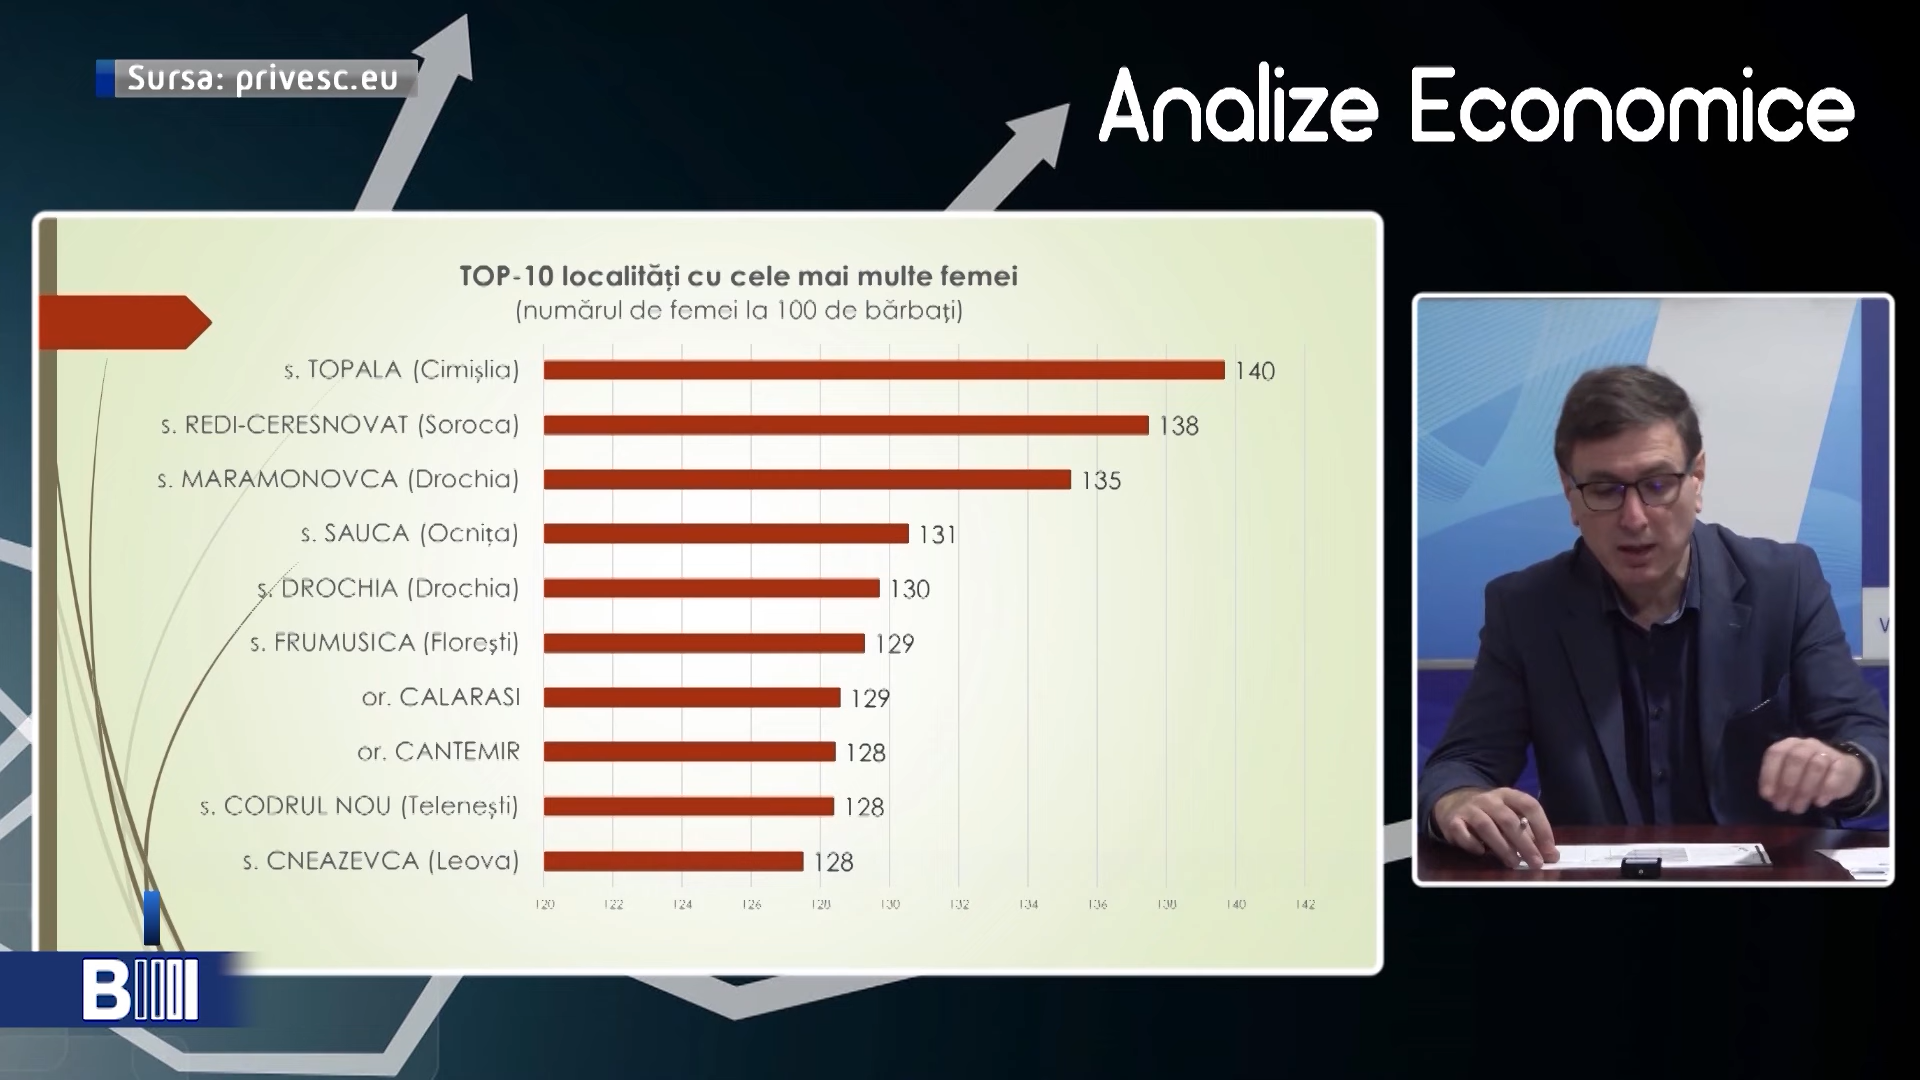 Sursa: privesc.eu
Analize Economice
TOP-10 localități cu cele mai multe femei
(numărul de femei la 100 de bărbați)
s. TOPALA (Cimișlia) 140
s. REDI-CERESNOVAT (Soroca) 138
s. MARAMONOVCA (Drochia) 135
s. SAUCA (Ocnița) 131
s. DROCHIA (Drochia) 130
s. FRUMUSICA (Florești) 129
or. CALARASI 129
or. CANTEMIR 128
s. CODRUL NOU (Telenești) 128
s. CNEAZEVCA (Leova) 128
120 122 124 126 128 130 132 134 136 138 140 142